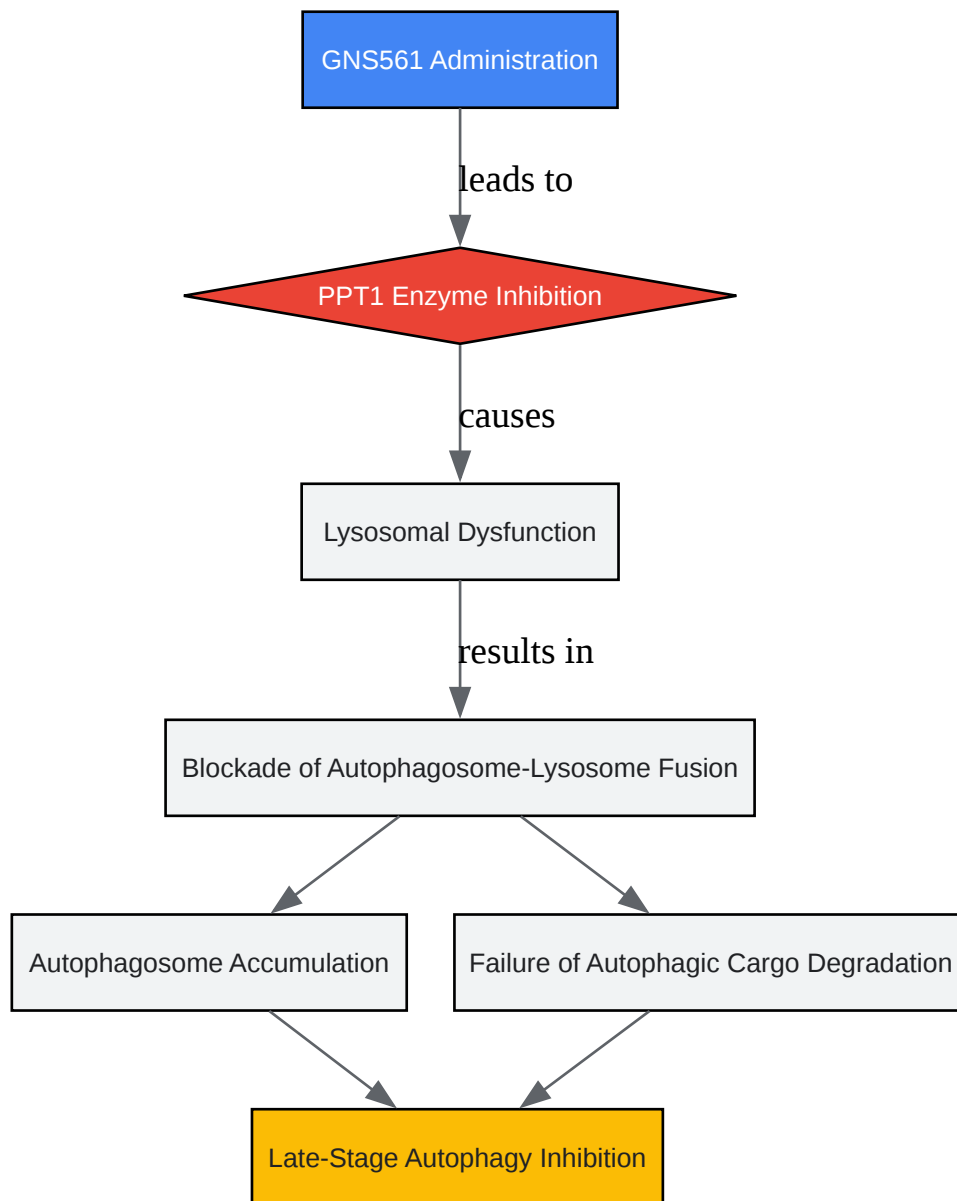 GNS561 Administration
leads to
PPT1 Enzyme Inhibition
causes
Lysosomal Dysfunction
results in
Blockade of Autophagosome-Lysosome Fusion
Autophagosome Accumulation
Failure of Autophagic Cargo Degradation
Late-Stage Autophagy Inhibition